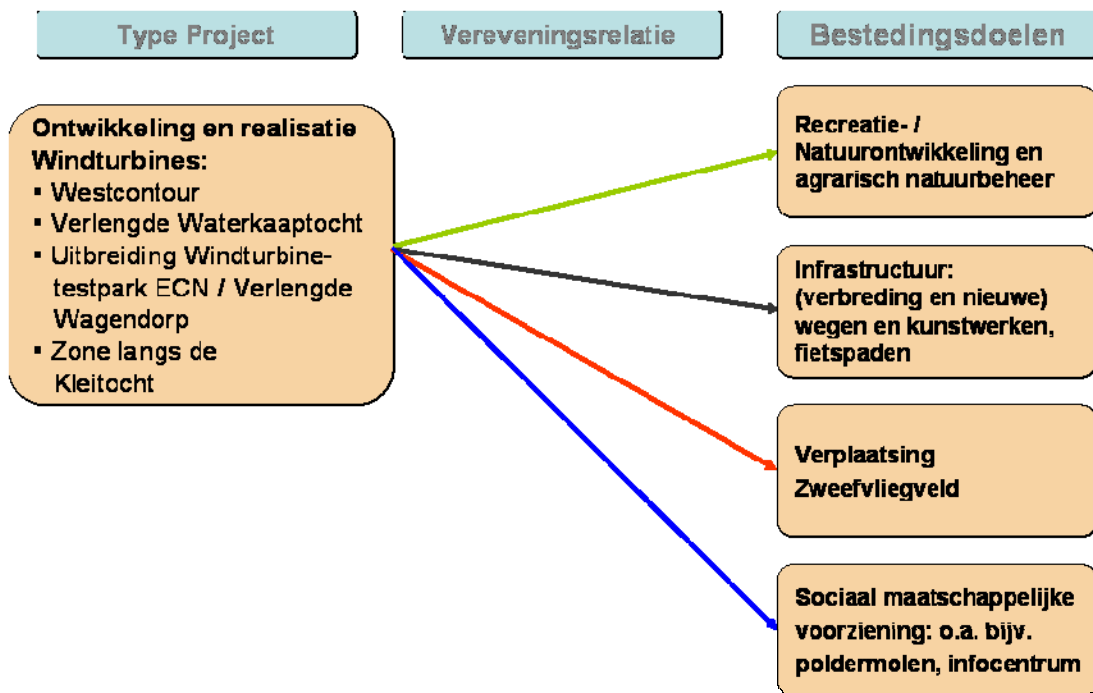 Type Project
Vereveningsrelatie
Bestedingsdoelen
Ontwikkeling en realisatie
Windturbines:
▪ Westcontour
▪ Verlengde Waterkaaptocht
▪ Uitbreiding Windturbine-
testpark ECN / Verlengde
Wagendorp
▪ Zone langs de
Kleitocht
Recreatie- /
Natuurontwikkeling en
agrarisch natuurbeheer
Infrastructuur:
(verbreding en nieuwe)
wegen en kunstwerken,
fietspaden
Verplaatsing
Zweefvliegveld
Sociaal maatschappelijke
voorziening: o.a. bijv.
poldermolen, infocentrum